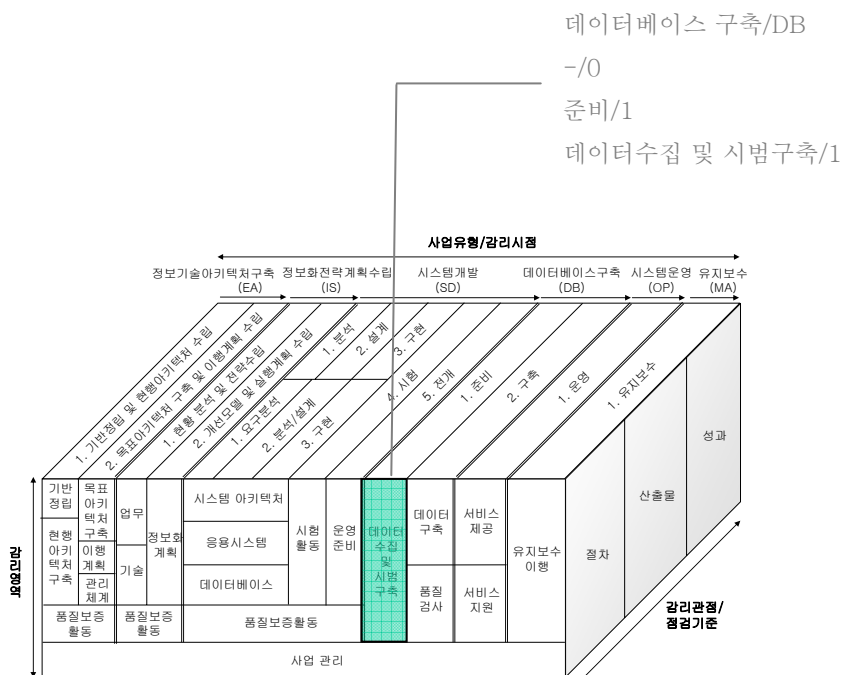 데이터베이스 구축/DB
-/0
준비/1
데이터수집 및 시범구축/1
사업유형/감리시점
정보기술아키텍처구축
(EA)
정보화전략계획수립
(IS)
시스템개발
(SD)
데이터베이스구축
(DB)
시스템운영
(OP)
유지보수
(MA)
1. 기반정립 및 현행아키텍처 수립
2. 목표아키텍처 구축 및 이행계획 수립
1. 현황 분석 및 전략수립
2. 개선모델 및 실행계획 수립
1. 분석
2. 설계
3. 구현
1. 요구분석
2. 분석/설계
3. 구현
4. 시험
5. 전개
1. 준비
2. 구축
1. 운영
1. 유지보수
감리영역
기반
정립
현행
아키
텍처
구축
목표
아키
텍처
구축
이행
계획
관리
체계
업무
기술
정보화
계획
시스템 아키텍처
응용시스템
데이터베이스
시험
활동
운영
준비
데이터
수집
및
시범
구축
데이터
구축
품질
검사
서비스
제공
서비스
지원
유지보수
이행
품질보증
활동
품질보증
활동
품질보증활동
사업 관리
절차
산출물
성과
감리관점/
점검기준